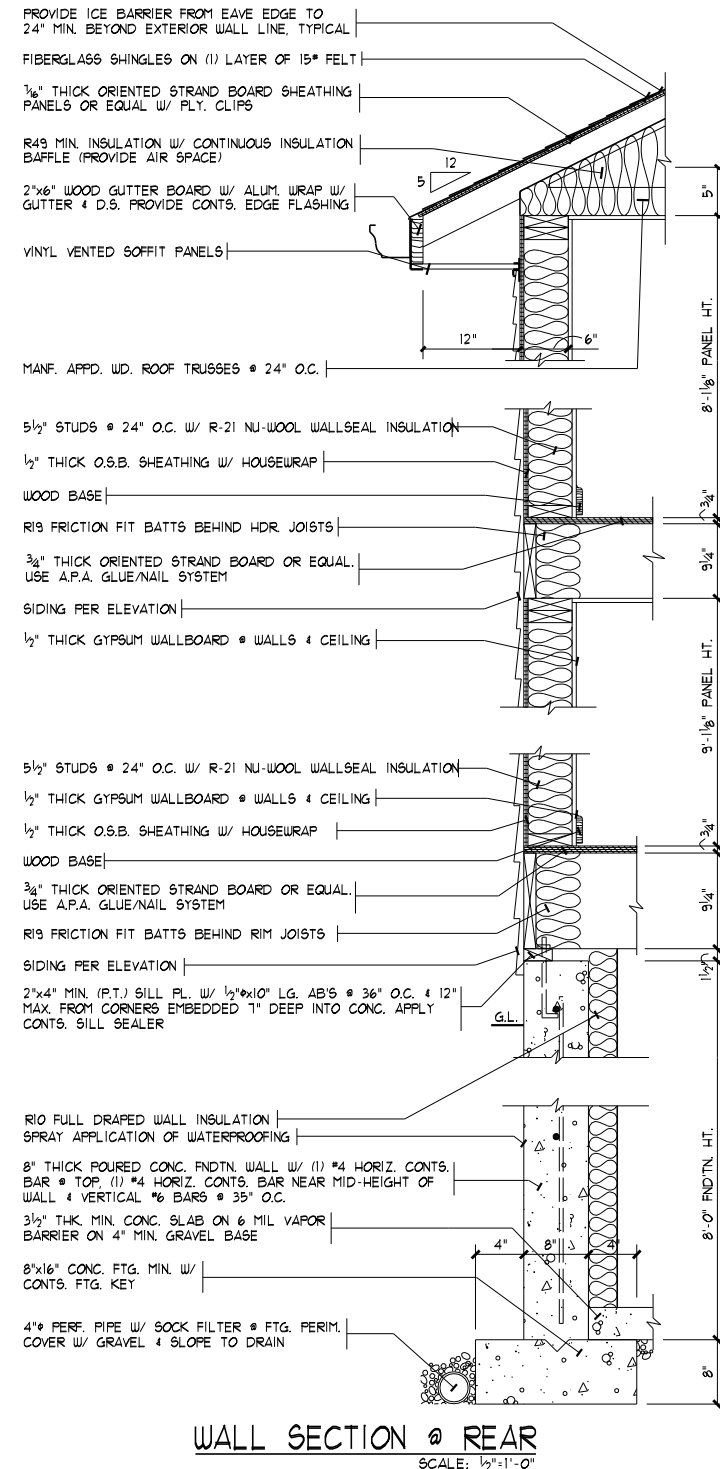 PROVIDE ICE BARRIER FROM EAVE EDGE TO
24" MIN. BEYOND EXTERIOR WALL LINE, TYPICAL
FIBERGLASS SHINGLES ON (1) LAYER OF 15# FELT
7/16" THICK ORIENTED STRAND BOARD SHEATHING
PANELS OR EQUAL W/ PLY. CLIPS
R49 MIN. INSULATION W/ CONTINUOUS INSULATION
BAFFLE (PROVIDE AIR SPACE)
12
5
2"x6" WOOD GUTTER BOARD W/ ALUM. WRAP W/
GUTTER & D.S. PROVIDE CONTS. EDGE FLASHING
5"
VINYL VENTED SOFFIT PANELS
12"
6"
8'-1 1/8" PANEL HT.
MANF. APPD. WD. ROOF TRUSSES @ 24" O.C.
5 1/2" STUDS @ 24" O.C. W/ R-21 NU-WOOL WALLSEAL INSULATION
1/2" THICK O.S.B. SHEATHING W/ HOUSEWRAP
WOOD BASE
3/4"
R19 FRICTION FIT BATTS BEHIND HDR. JOISTS
3/4" THICK ORIENTED STRAND BOARD OR EQUAL.
USE A.P.A. GLUE/NAIL SYSTEM
9 1/4"
SIDING PER ELEVATION
1/2" THICK GYPSUM WALLBOARD @ WALLS & CEILING
9'-1 1/8" PANEL HT.
5 1/2" STUDS @ 24" O.C. W/ R-21 NU-WOOL WALLSEAL INSULATION
1/2" THICK GYPSUM WALLBOARD @ WALLS & CEILING
1/2" THICK O.S.B. SHEATHING W/ HOUSEWRAP
3/4"
WOOD BASE
3/4" THICK ORIENTED STRAND BOARD OR EQUAL.
USE A.P.A. GLUE/NAIL SYSTEM
9 1/4"
R19 FRICTION FIT BATTS BEHIND RIM JOISTS
SIDING PER ELEVATION
1 1/2"
2"x4" MIN. (P.T.) SILL PL. W/ 1/2"øx10" LG. AB'S @ 36" O.C. & 12"
MAX. FROM CORNERS EMBEDDED 7" DEEP INTO CONC. APPLY
CONTS. SILL SEALER
G.L.
R10 FULL DRAPED WALL INSULATION
SPRAY APPLICATION OF WATERPROOFING
8" THICK POURED CONC. FNDTN. WALL W/ (1) #4 HORIZ. CONTS.
BAR @ TOP, (1) #4 HORIZ. CONTS. BAR NEAR MID-HEIGHT OF
WALL & VERTICAL #6 BARS @ 35" O.C.
8'-0" FND'TN. HT.
3 1/2" THK. MIN. CONC. SLAB ON 6 MIL VAPOR
BARRIER ON 4" MIN. GRAVEL BASE
4" 8" 4"
8"x16" CONC. FTG. MIN. W/
CONTS. FTG. KEY
4"ø PERF. PIPE W/ SOCK FILTER @ FTG. PERIM.
COVER W/ GRAVEL & SLOPE TO DRAIN
8"
WALL SECTION @ REAR
SCALE: 1/2"=1'-0"